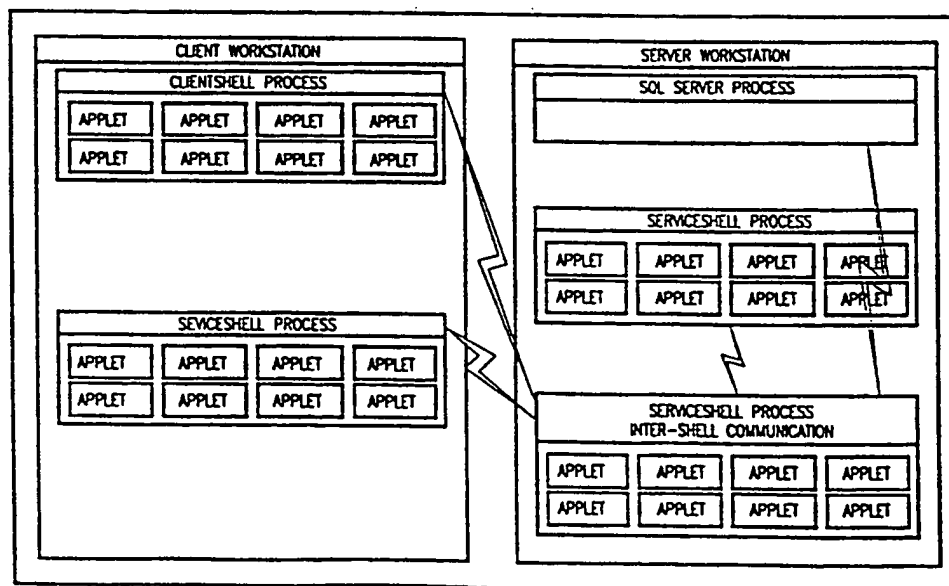 CLIENT WORKSTATION
CLIENTSHELL PROCESS
APPLET APPLET APPLET APPLET
APPLET APPLET APPLET APPLET
SEVICESHELL PROCESS
APPLET APPLET APPLET APPLET
APPLET APPLET APPLET APPLET
SERVER WORKSTATION
SQL SERVER PROCESS
SERVICESHELL PROCESS
APPLET APPLET APPLET APPLET
APPLET APPLET APPLET APPLET
SERVICESHELL PROCESS
INTER-SHELL COMMUNICATION
APPLET APPLET APPLET APPLET
APPLET APPLET APPLET APPLET